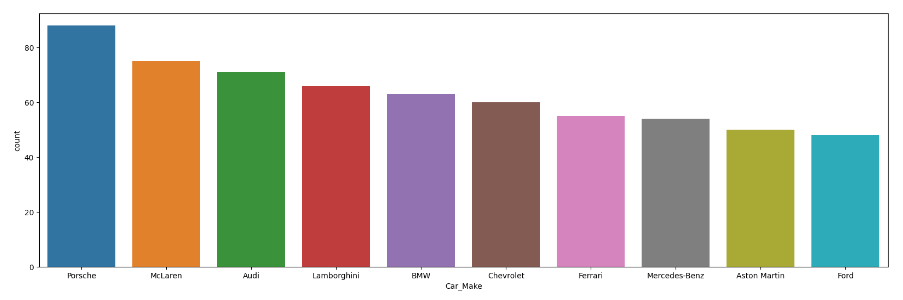 80
60
40
20
0
count
Porsche McLaren Audi Lamborghini BMW Chevrolet Ferrari Mercedes-Benz Aston Martin Ford
Car_Make